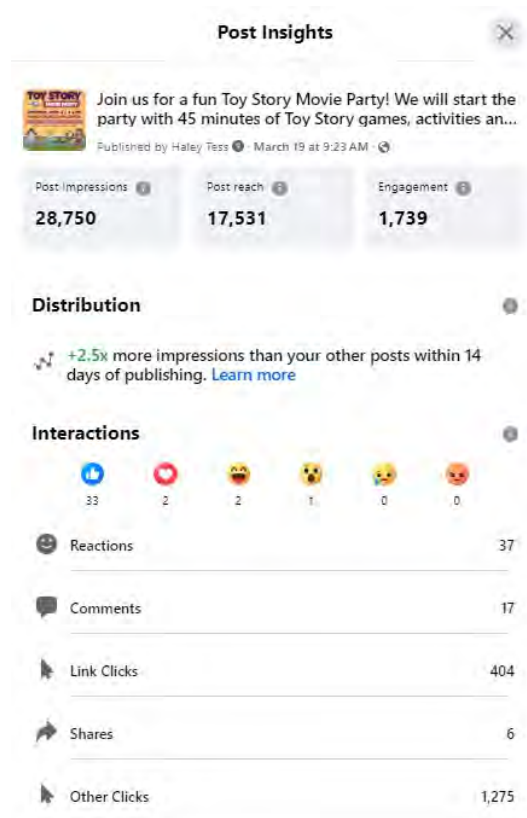 Post Insights
TOY STORY
MOVIE PARTY
Join us for a fun Toy Story Movie Party! We will start the
party with 45 minutes of Toy Story games, activities an...
Published by Haley Tess · March 19 at 9:23 AM ·
Post Impressions
Post reach
Engagement
28,750
17,531
1,739
Distribution
+2.5x more impressions than your other posts within 14
days of publishing. Learn more
Interactions
33
2
2
1
0
0
Reactions
37
Comments
17
Link Clicks
404
Shares
6
Other Clicks
1,275